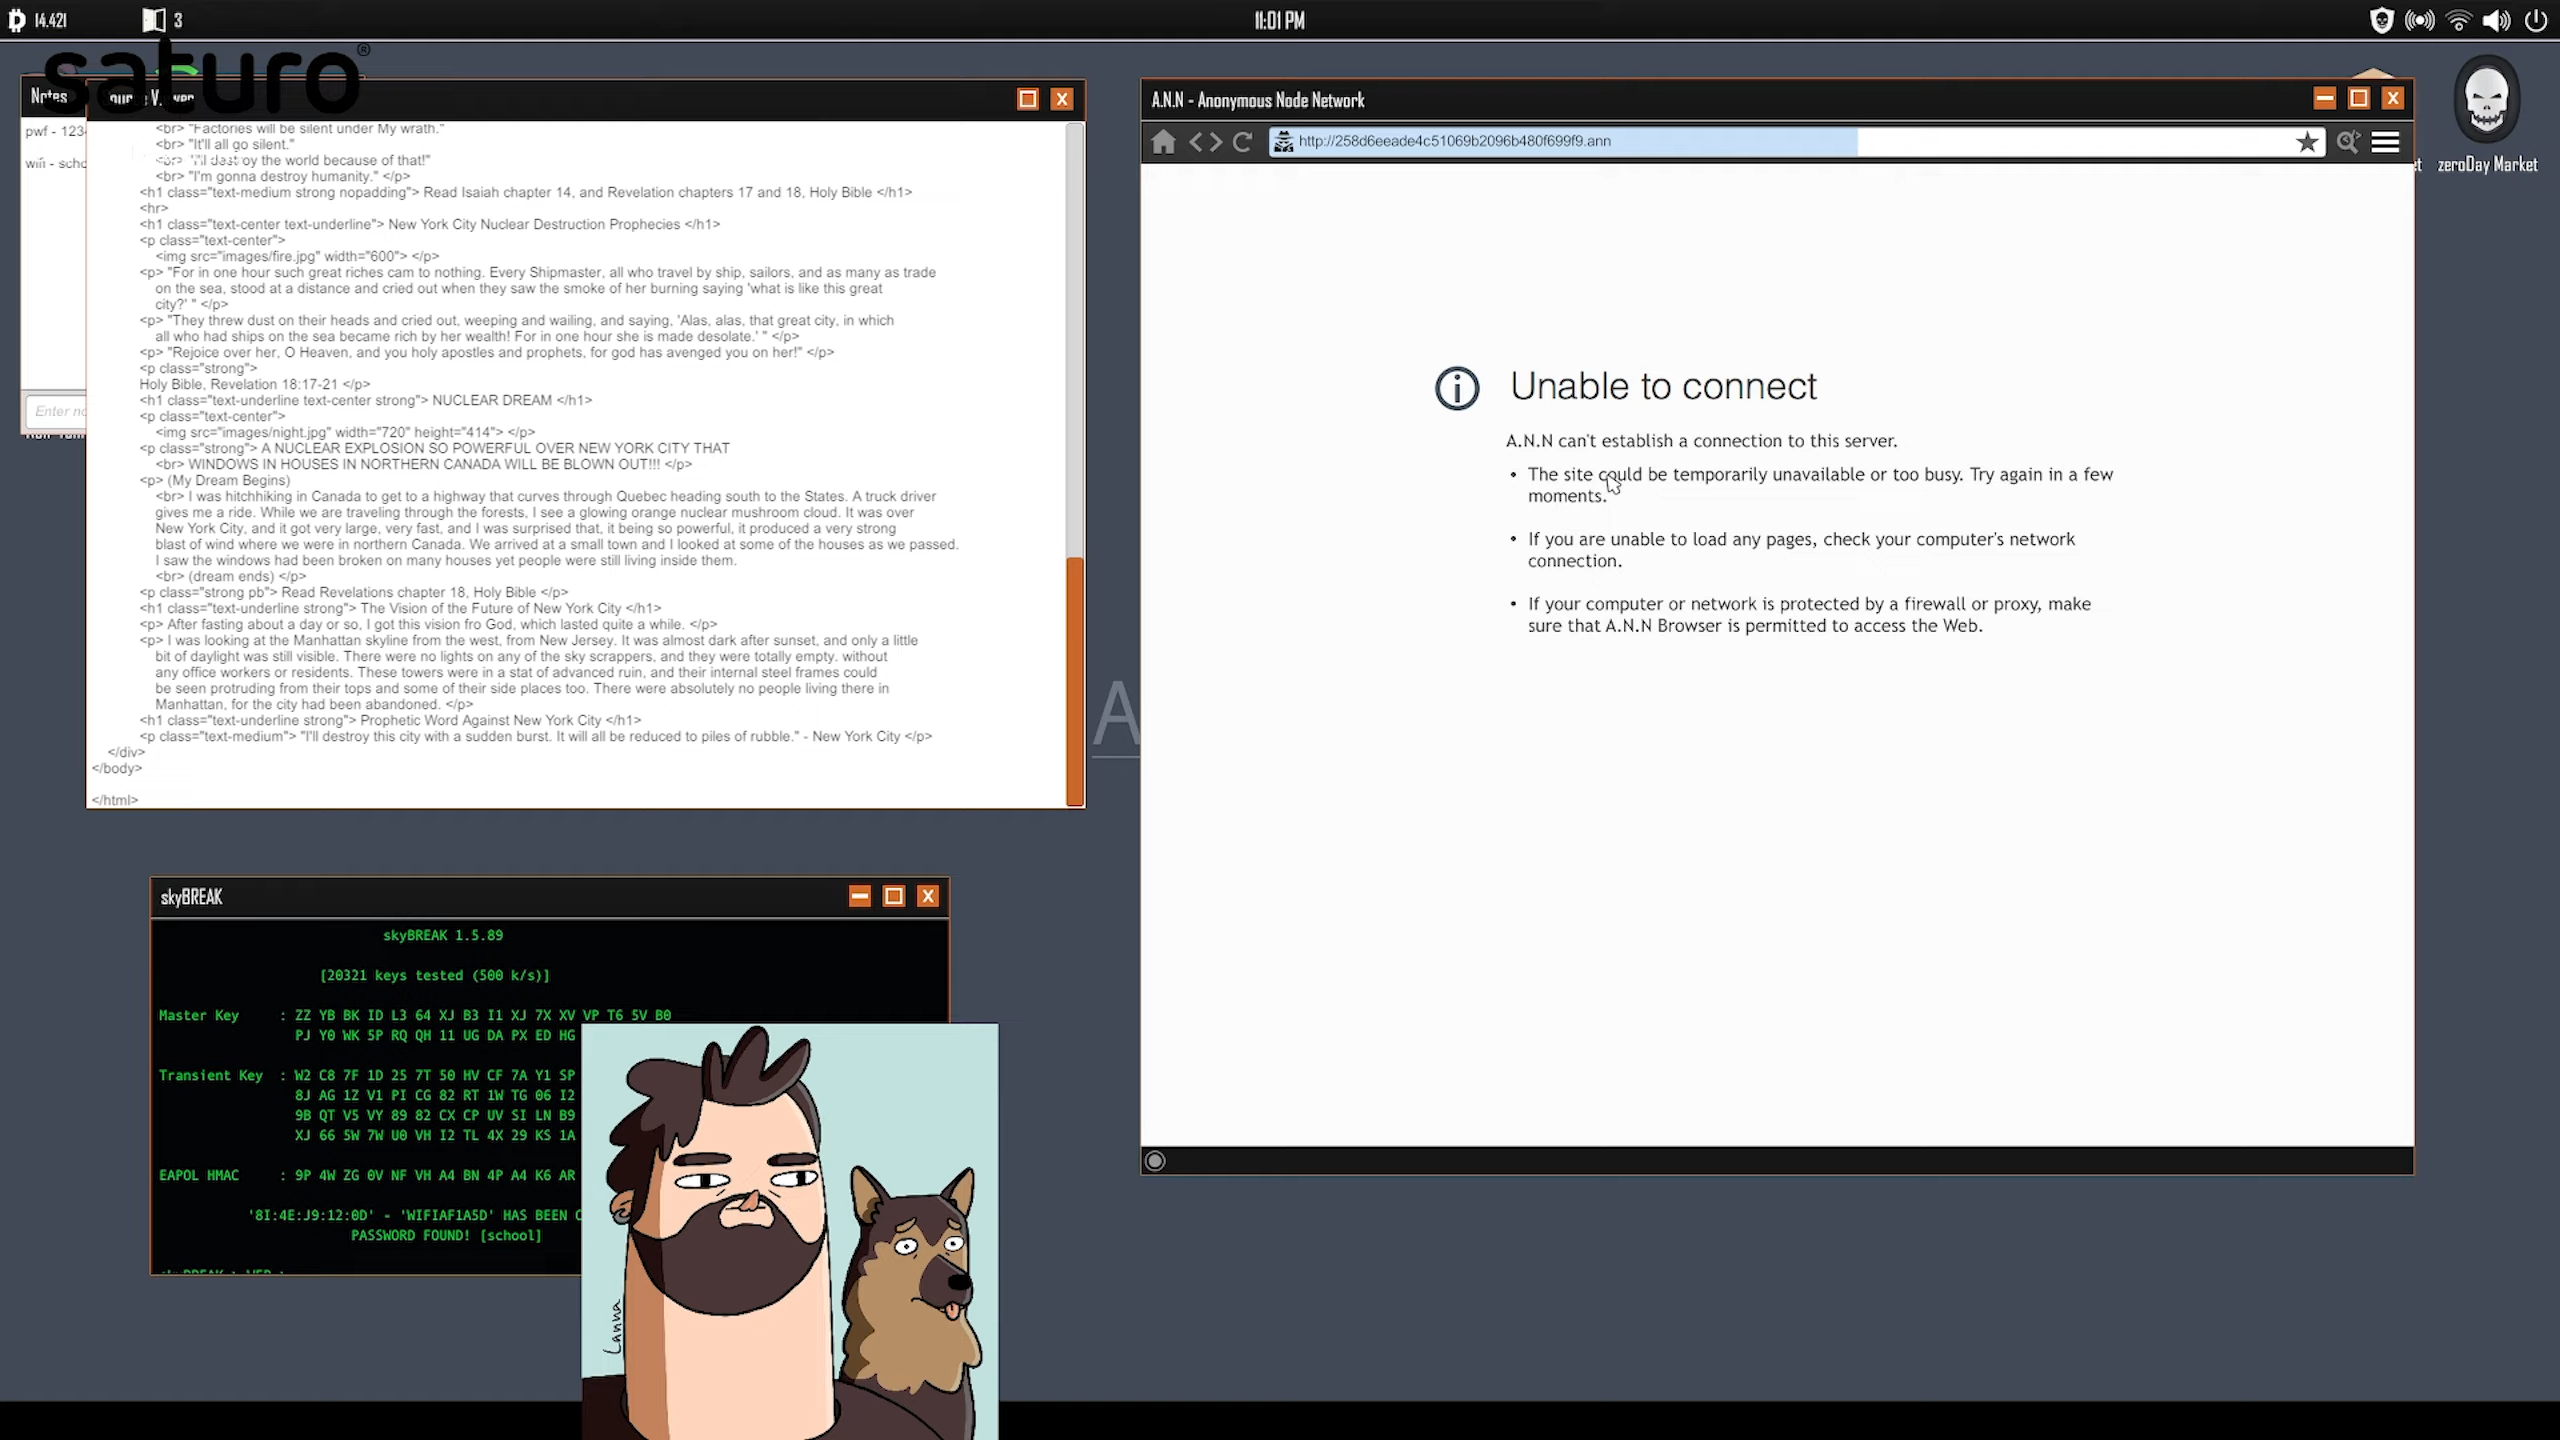 14.421
3
11:01 PM
saturo®
Notes
pwf - 123
wifi - scho
Enter no
<br> "Factories will be silent under My wrath."
<br> "It'll all go silent."
<br> "I'll destroy the world because of that!"
<br> "I'm gonna destroy humanity." </p>
<h1 class="text-medium strong nopadding"> Read Isaiah chapter 14, and Revelation chapters 17 and 18, Holy Bible </h1>
<hr>
<h1 class="text-center text-underline"> New York City Nuclear Destruction Prophecies </h1>
<p class="text-center">
<img src="images/fire.jpg" width="600"> </p>
<p> "For in one hour such great riches cam to nothing. Every Shipmaster, all who travel by ship, sailors, and as many as trade
on the sea, stood at a distance and cried out when they saw the smoke of her burning saying 'what is like this great
city?' " </p>
<p> "They threw dust on their heads and cried out, weeping and wailing, and saying, 'Alas, alas, that great city, in which
all who had ships on the sea became rich by her wealth! For in one hour she is made desolate.' " </p>
<p> "Rejoice over her, O Heaven, and you holy apostles and prophets, for god has avenged you on her!" </p>
<p class="strong">
Holy Bible, Revelation 18:17-21 </p>
<h1 class="text-underline text-center strong"> NUCLEAR DREAM </h1>
<p class="text-center">
<img src="images/night.jpg" width="720" height="414"> </p>
<p class="strong"> A NUCLEAR EXPLOSION SO POWERFUL OVER NEW YORK CITY THAT
<br> WINDOWS IN HOUSES IN NORTHERN CANADA WILL BE BLOWN OUT!!! </p>
<p> (My Dream Begins)
<br> I was hitchhiking in Canada to get to a highway that curves through Quebec heading south to the States. A truck driver
gives me a ride. While we are traveling through the forests, I see a glowing orange nuclear mushroom cloud. It was over
New York City, and it got very large, very fast, and I was surprised that, it being so powerful, it produced a very strong
blast of wind where we were in northern Canada. We arrived at a small town and I looked at some of the houses as we passed.
I saw the windows had been broken on many houses yet people were still living inside them.
<br> (dream ends) </p>
<p class="strong pb"> Read Revelations chapter 18, Holy Bible </p>
<h1 class="text-underline strong"> The Vision of the Future of New York City </h1>
<p> After fasting about a day or so, I got this vision fro God, which lasted quite a while. </p>
<p> I was looking at the Manhattan skyline from the west, from New Jersey. It was almost dark after sunset, and only a little
bit of daylight was still visible. There were no lights on any of the sky scrappers, and they were totally empty. without
any office workers or residents. These towers were in a stat of advanced ruin, and their internal steel frames could
be seen protruding from their tops and some of their side places too. There were absolutely no people living there in
Manhattan, for the city had been abandoned. </p>
<h1 class="text-underline strong"> Prophetic Word Against New York City </h1>
<p class="text-medium"> "I'll destroy this city with a sudden burst. It will all be reduced to piles of rubble." - New York City </p>
</div>
</body>
</html>
A
A.N.N - Anonymous Node Network
http://258d6eeade4c51069b2096b480f699f9.ann
Unable to connect
A.N.N can't establish a connection to this server.
• The site could be temporarily unavailable or too busy. Try again in a few
moments.
• If you are unable to load any pages, check your computer's network
connection.
• If your computer or network is protected by a firewall or proxy, make
sure that A.N.N Browser is permitted to access the Web.
zeroDay Market
skyBREAK
skyBREAK 1.5.89
[20321 keys tested (500 k/s)]
Master Key : ZZ YB BK ID L3 64 XJ B3 I1 XJ 7X XV VP T6 5V B0
PJ Y0 WK 5P RQ QH 11 UG DA PX ED HG
Transient Key : W2 C8 7F 1D 25 7T 50 HV CF 7A Y1 SP
8J AG 1Z V1 PI CG 82 RT 1W TG 06 I2
9B QT V5 VY 89 82 CX CP UV SI LN B9
XJ 66 5W 7W U0 VH I2 TL 4X 29 KS 1A
EAPOL HMAC : 9P 4W ZG 0V NF VH A4 BN 4P A4 K6 AR
'8I:4E:J9:12:0D' - 'WIFIAF1A5D' HAS BEEN
PASSWORD FOUND! [school]
Lanna